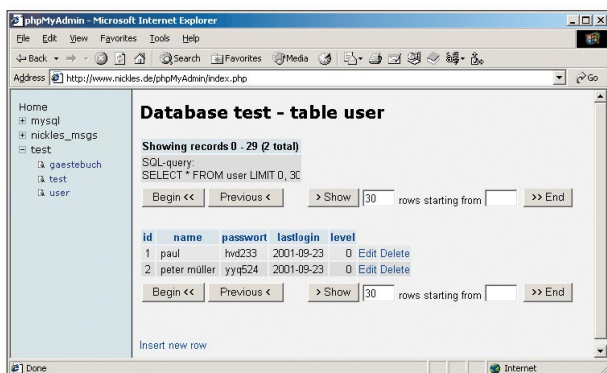 phpMyAdmin - Microsoft Internet Explorer
File Edit View Favorites Tools Help
Back Search Favorites Media
Address http://www.nickles.de/phpMyAdmin/index.php Go
Home
mysql
nickles_msgs
test
gaestebuch
test
user
Database test - table user
Showing records 0 - 29 (2 total)
SQL-query:
SELECT * FROM user LIMIT 0, 30
Begin << Previous < > Show 30 rows starting from >> End
id name passwort lastlogin level
1 paul hvd233 2001-09-23 0 Edit Delete
2 peter müller yyq524 2001-09-23 0 Edit Delete
Begin << Previous < > Show 30 rows starting from >> End
Insert new row
Done Internet